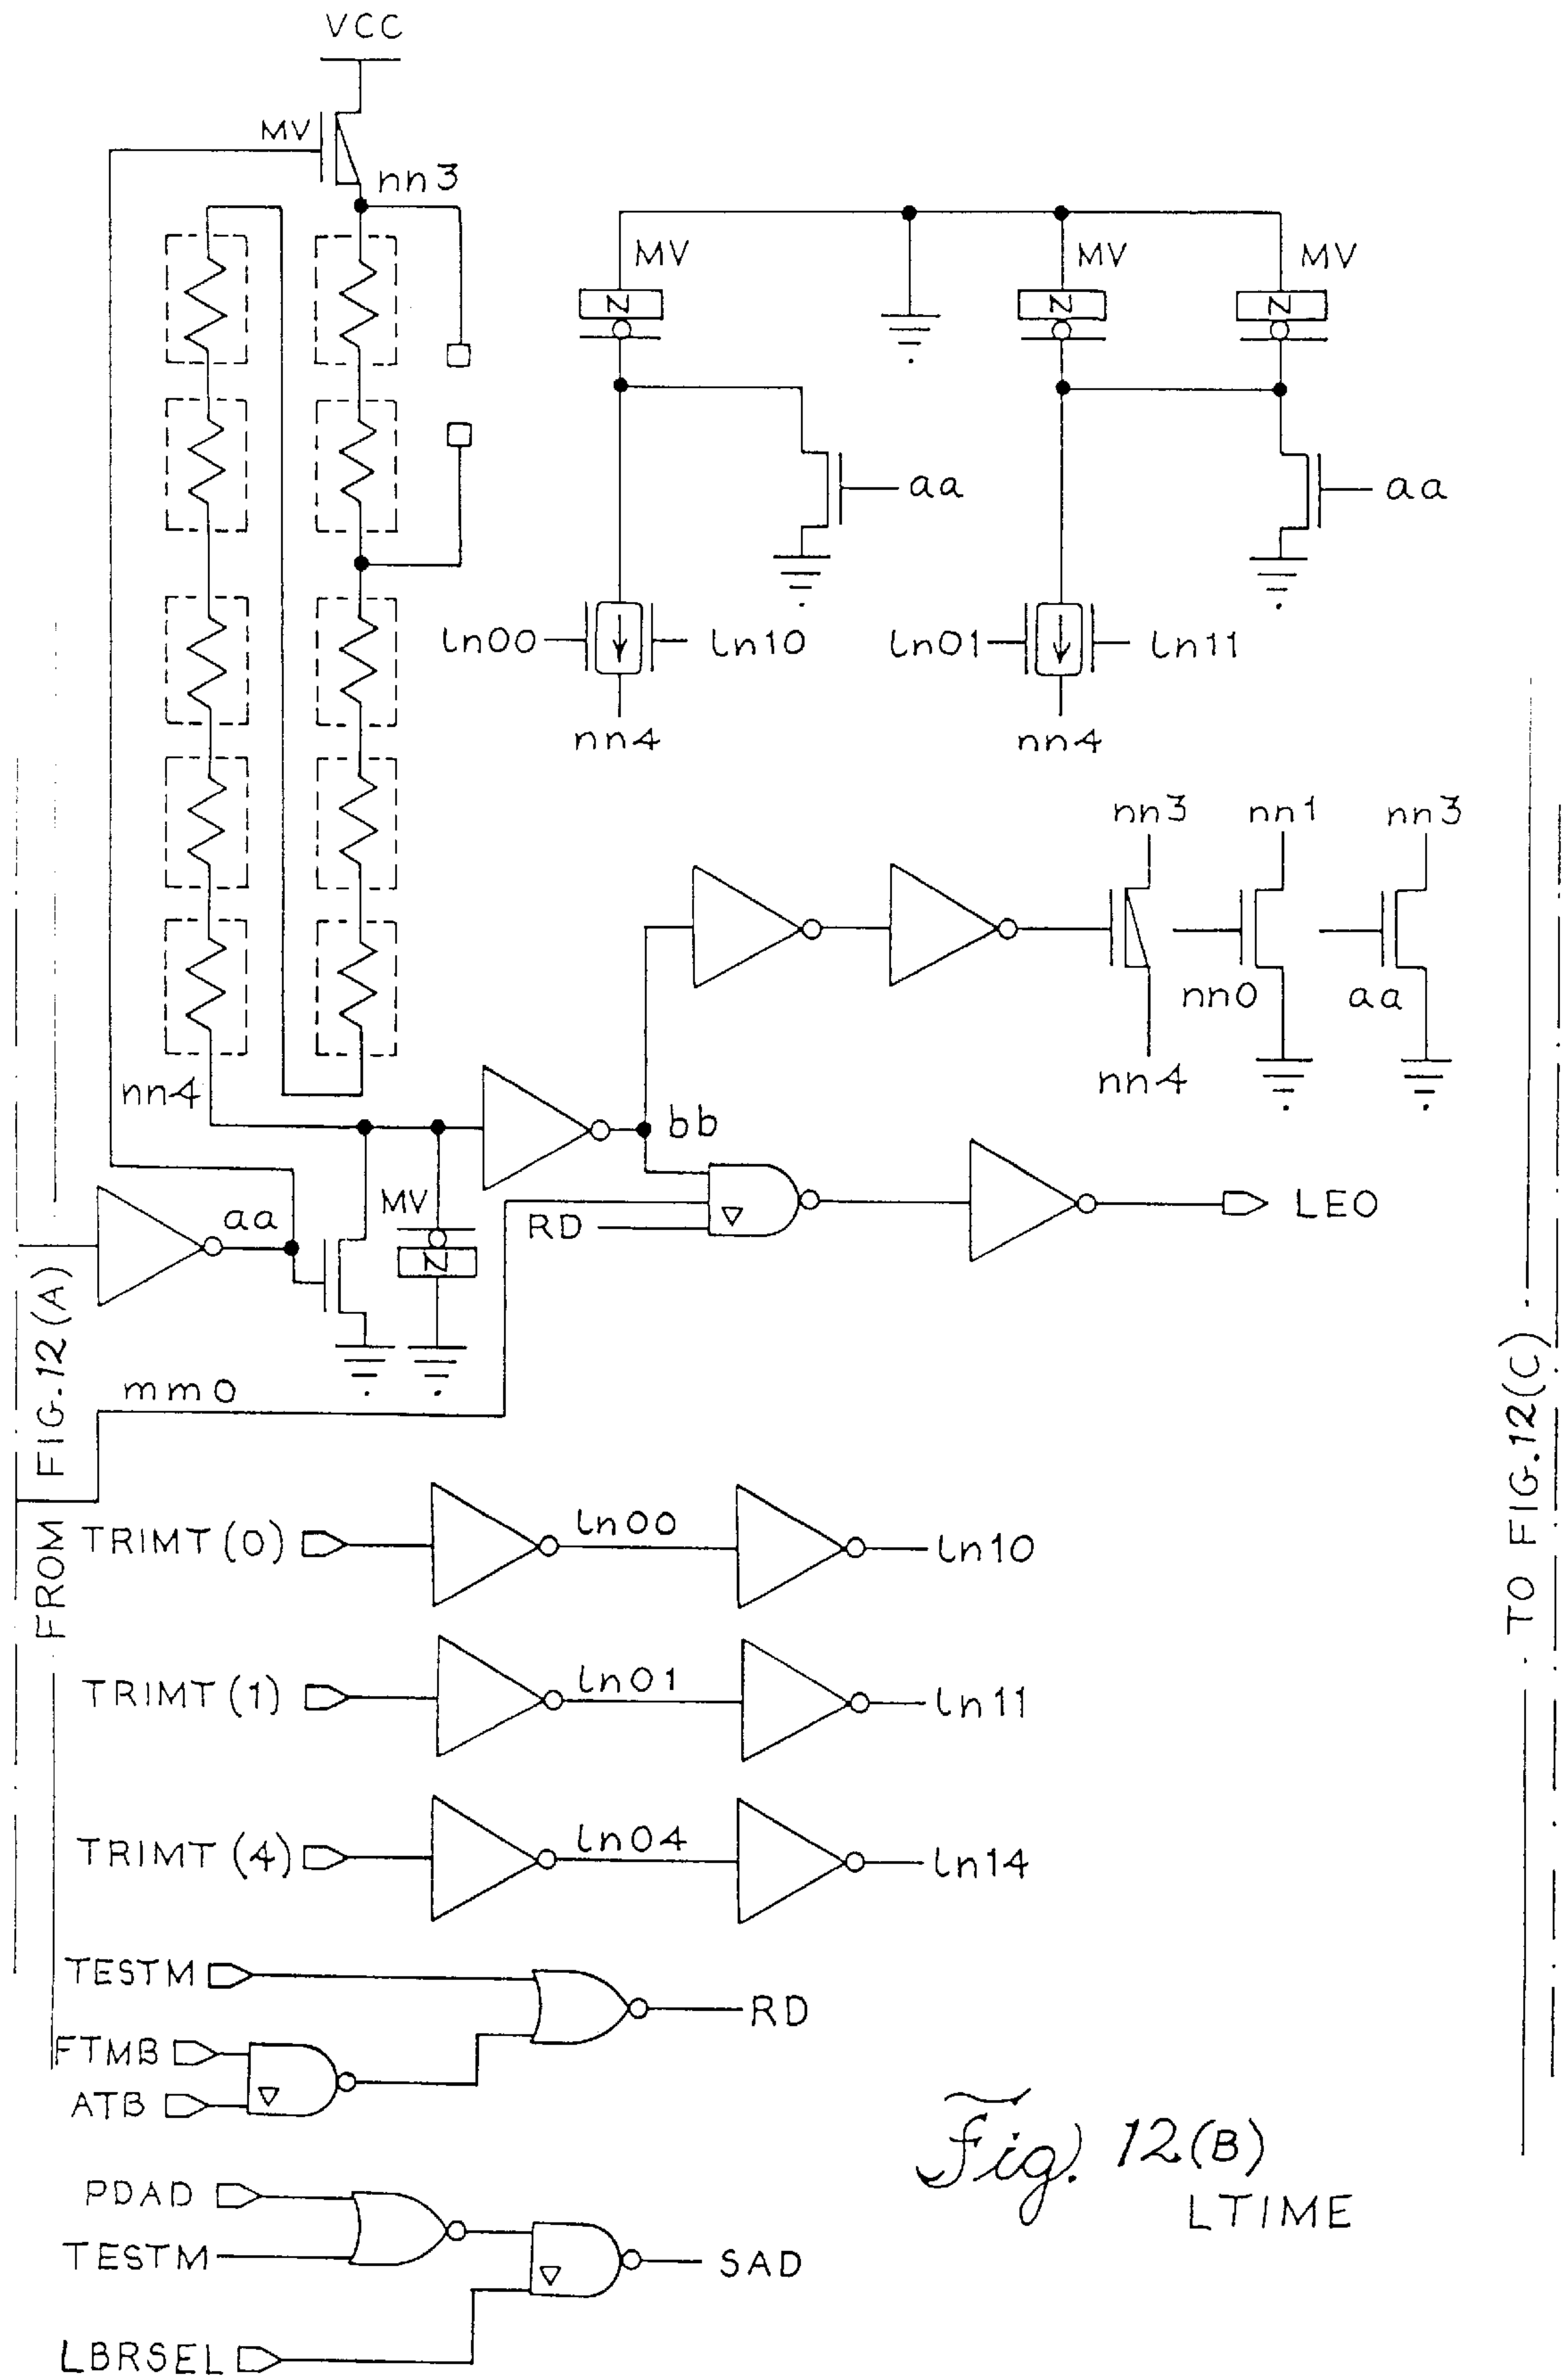 VCC
MV
nn3
MV
MV
MV
aa
aa
ln00
ln10
ln01
ln11
nn4
nn4
nn3
nn1
nn3
nn0
aa
nn4
nn4
bb
MV
aa
RD
LEO
FROM FIG.12(A)
TO FIG.12(C)
mm0
TRIMT(0)
ln00
ln10
TRIMT(1)
ln01
ln11
TRIMT(4)
ln04
ln14
TESTM
RD
FTMB
ATB
PDAD
TESTM
SAD
LBRSEL
Fig. 12(B)
LTIME
N
N
N
N